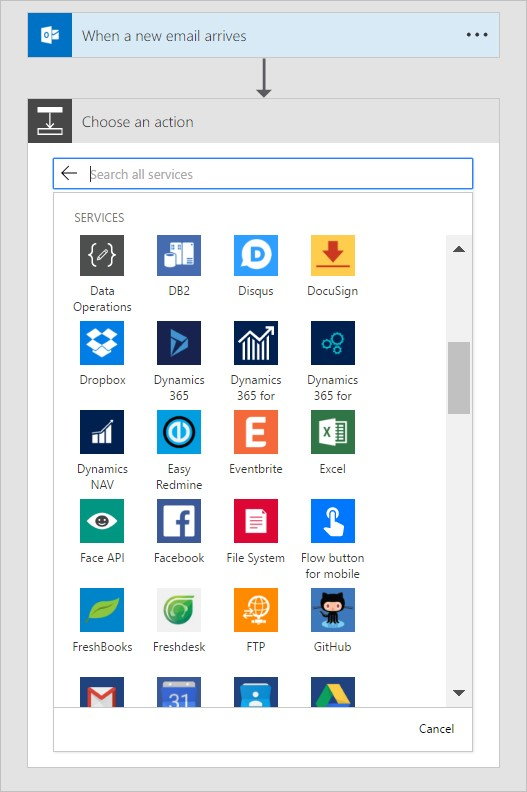 When a new email arrives
Choose an action
Search all services
SERVICES
Data Operations
DB2
Disqus
DocuSign
Dropbox
Dynamics 365
Dynamics 365 for
Dynamics 365 for
Dynamics NAV
Easy Redmine
Eventbrite
Excel
Face API
Facebook
File System
Flow button for mobile
FreshBooks
Freshdesk
FTP
GitHub
31
Cancel